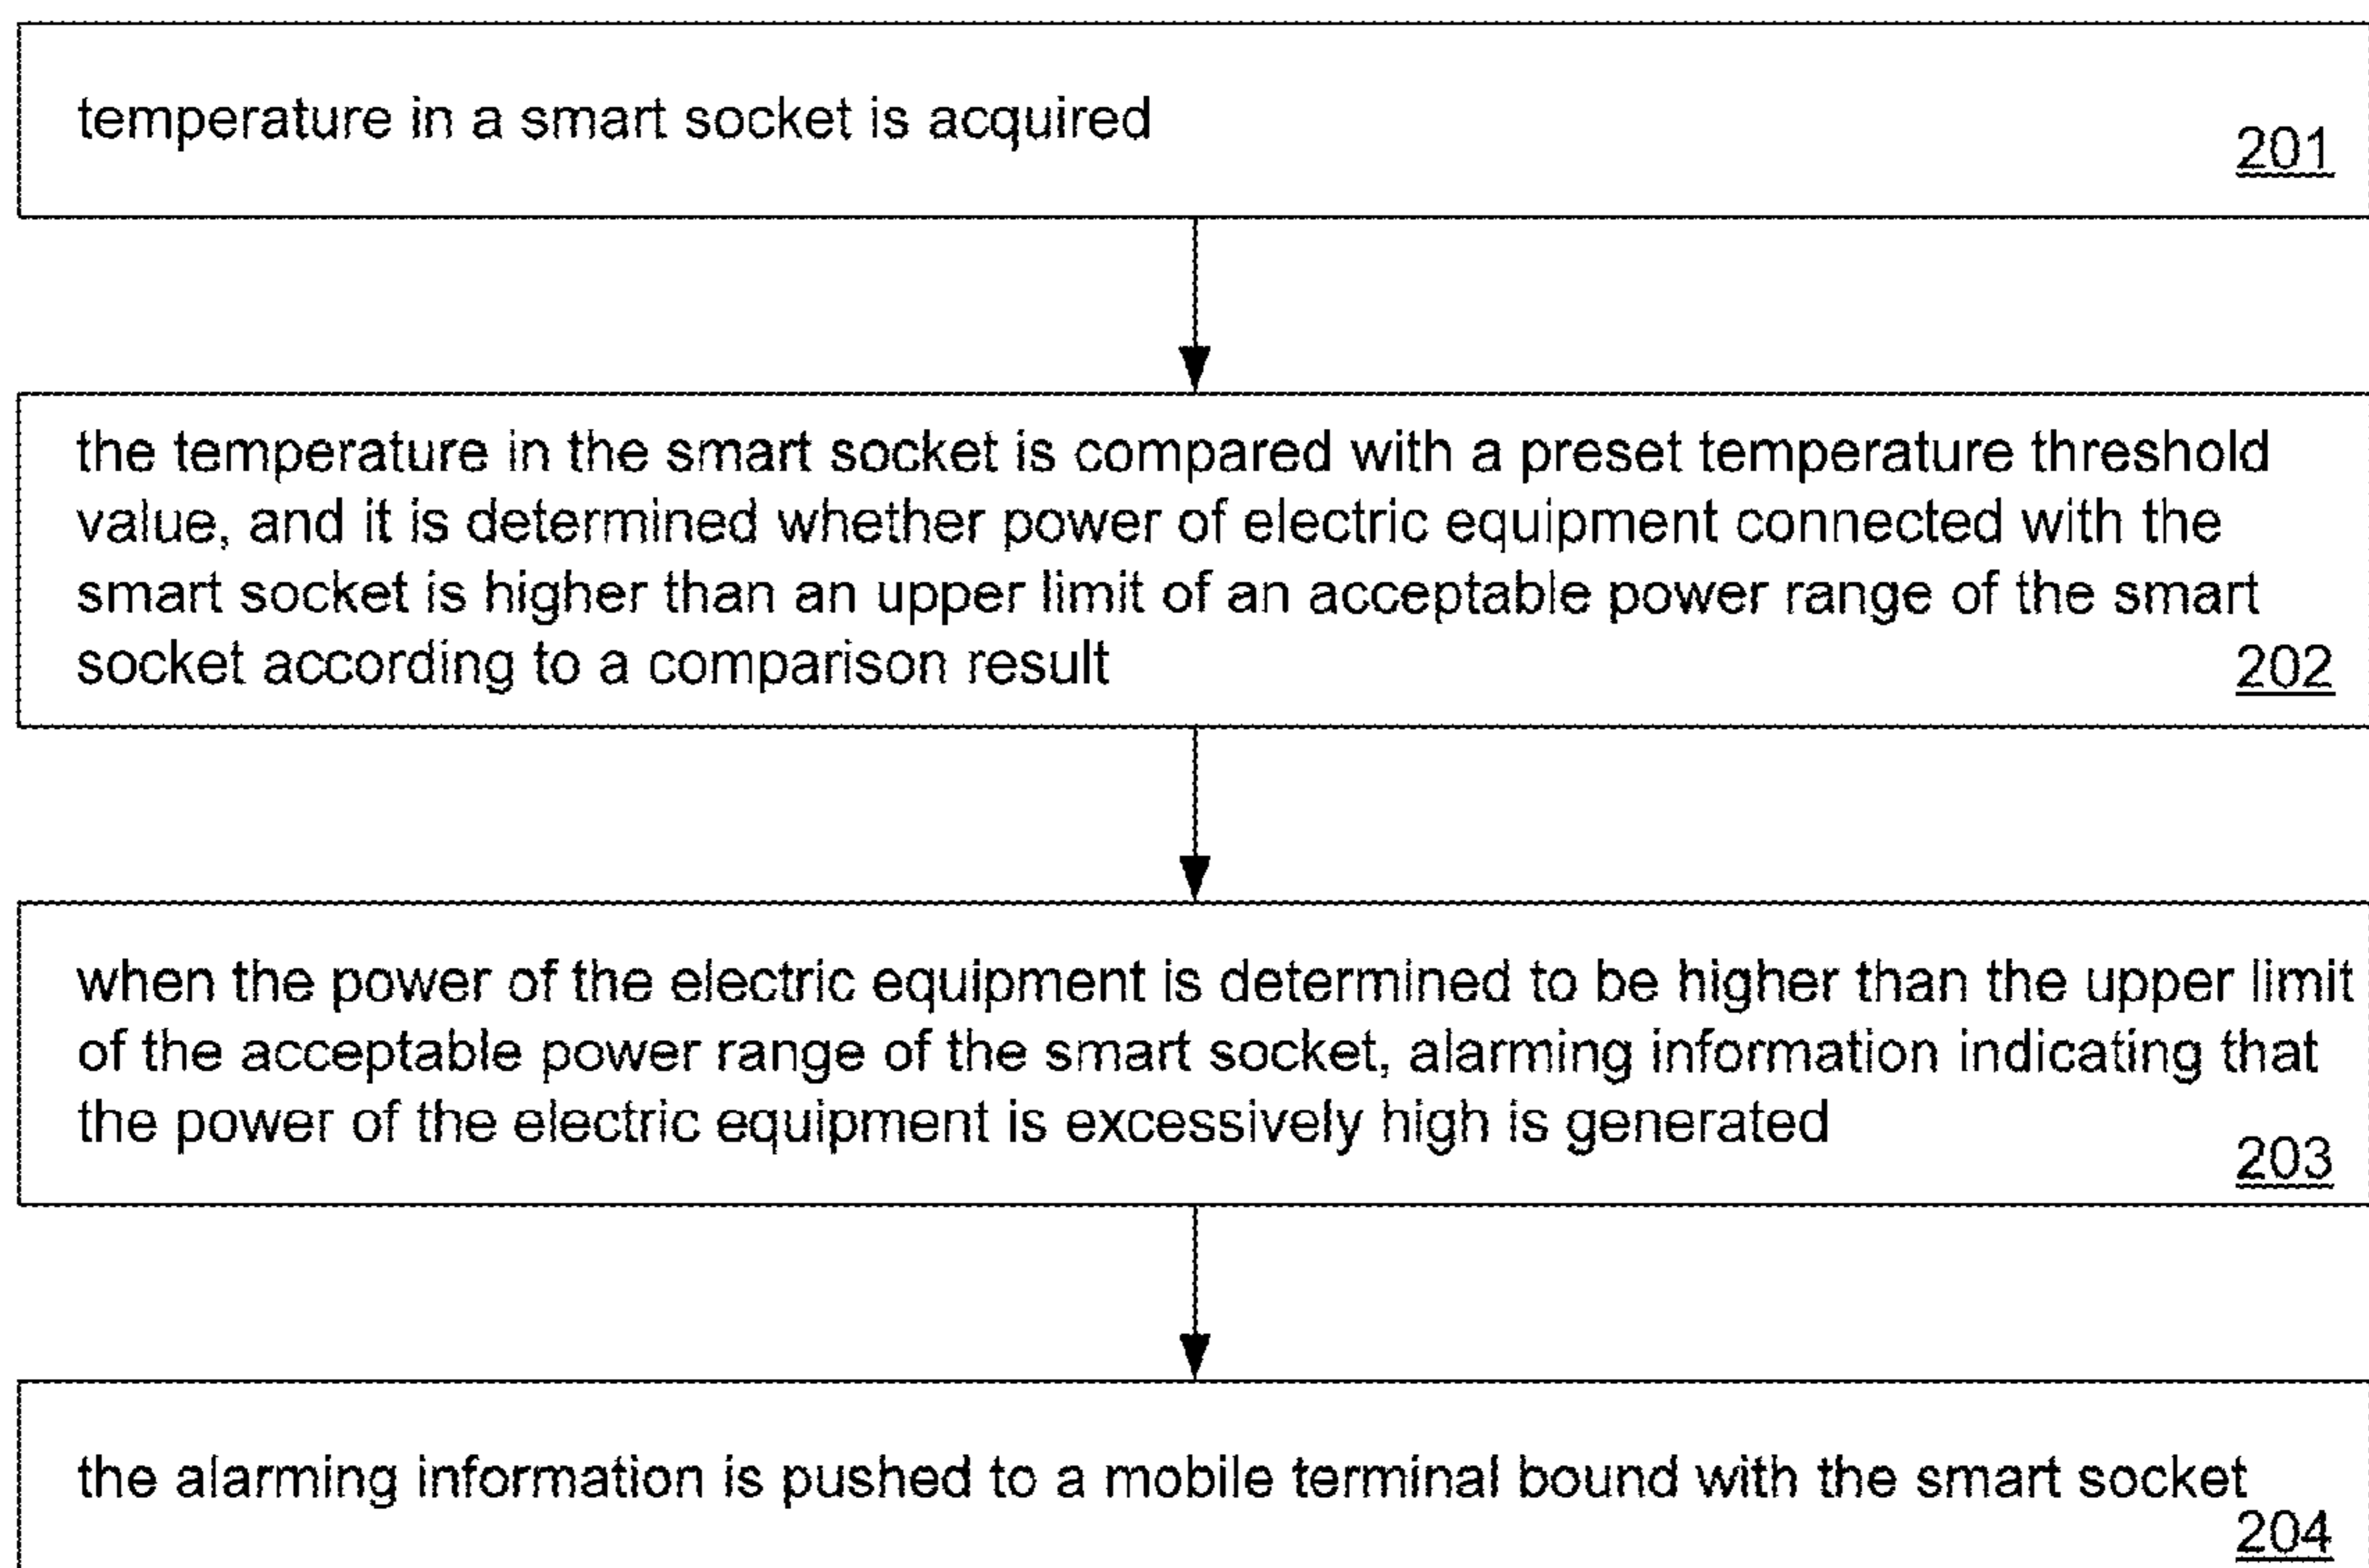 temperature in a smart socket is acquired
201
the temperature in the smart socket is compared with a preset temperature threshold
value, and it is determined whether power of electric equipment connected with the
smart socket is higher than an upper limit of an acceptable power range of the smart
socket according to a comparison result
202
when the power of the electric equipment is determined to be higher than the upper limit
of the acceptable power range of the smart socket, alarming information indicating that
the power of the electric equipment is excessively high is generated
203
the alarming information is pushed to a mobile terminal bound with the smart socket
204